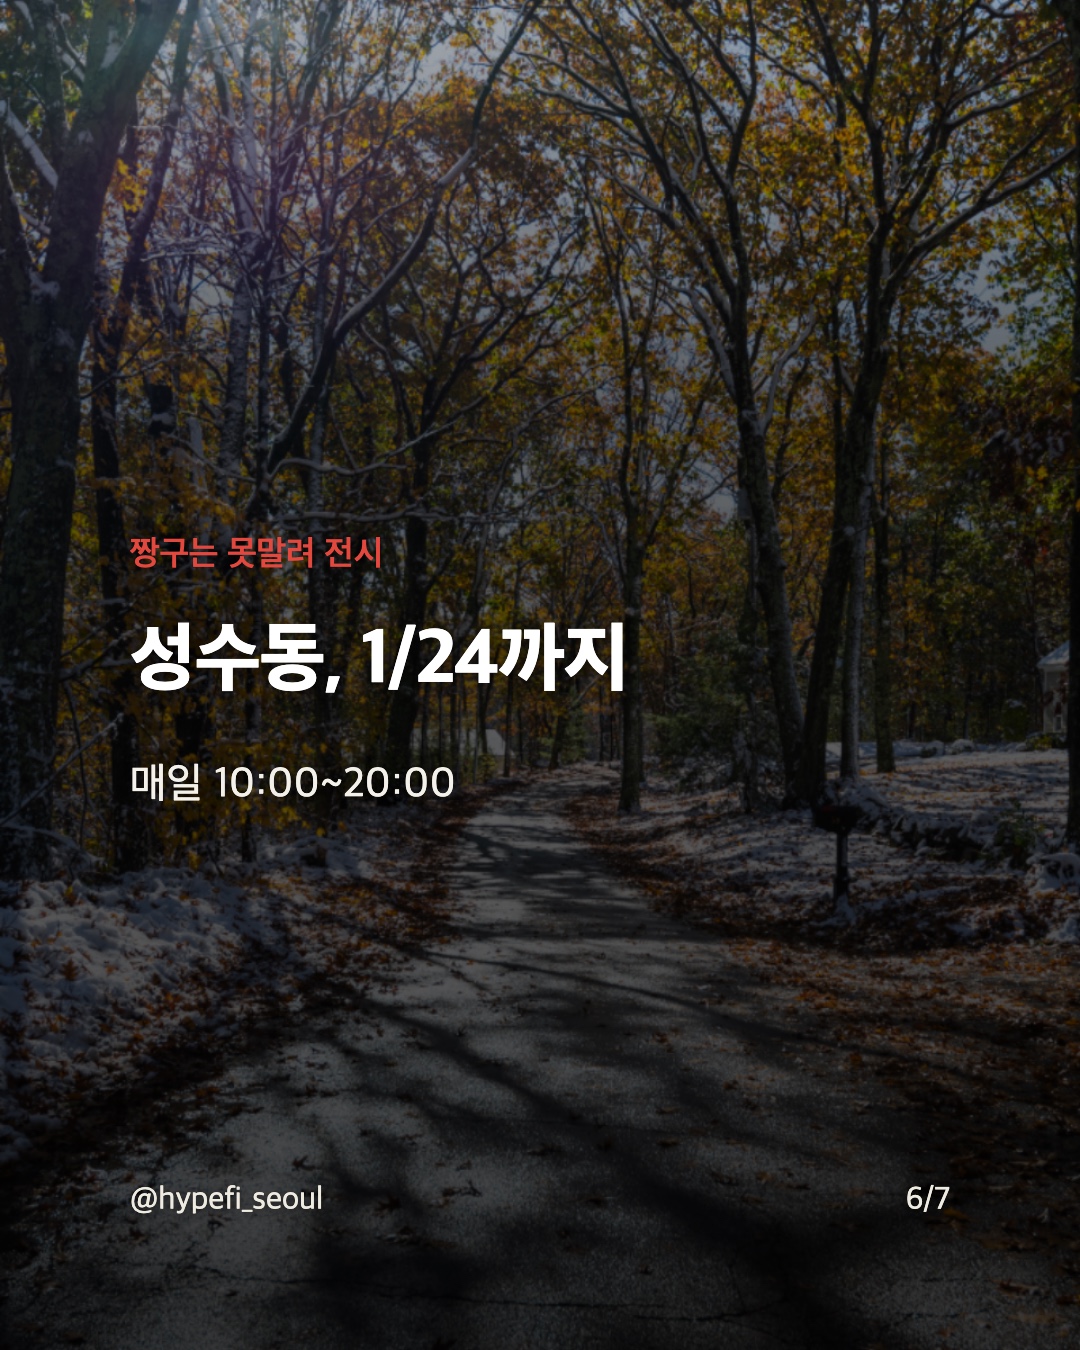 짱구는 못말려 전시
성수동, 1/24까지
매일 10:00~20:00
@hypefi_seoul
6/7